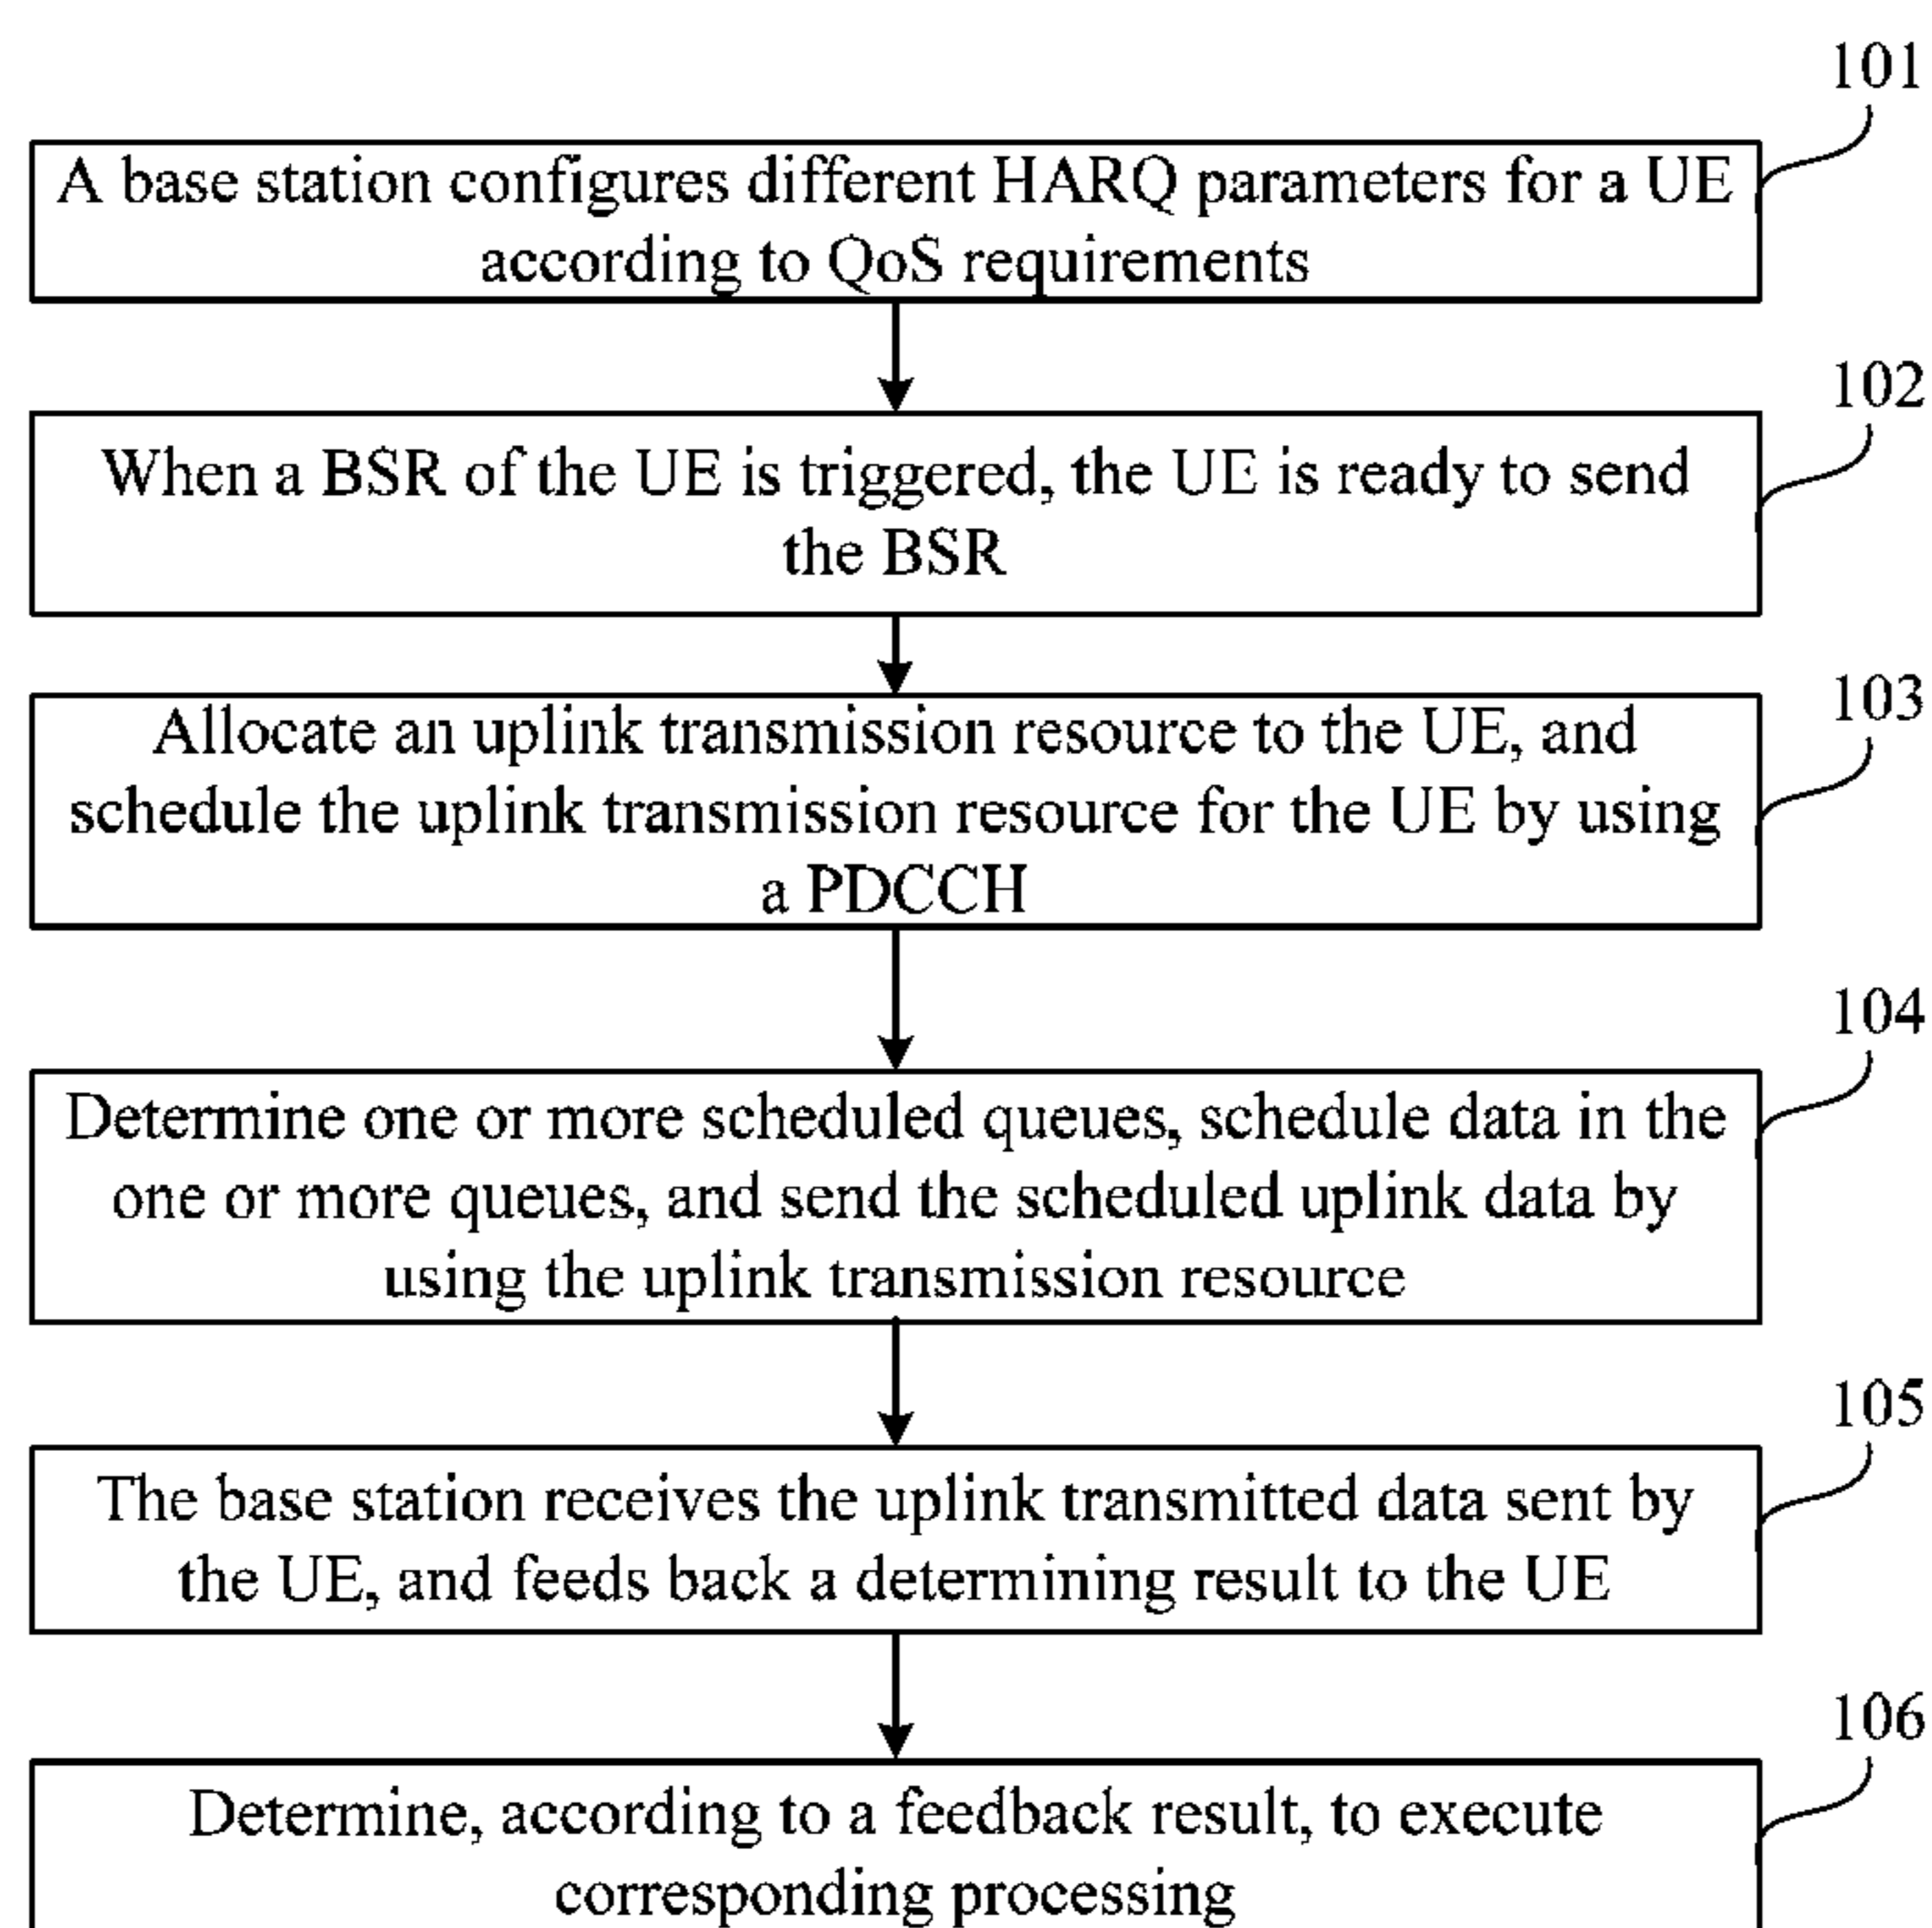 101
A base station configures different HARQ parameters for a UE
according to QoS requirements
102
When a BSR of the UE is triggered, the UE is ready to send
the BSR
103
Allocate an uplink transmission resource to the UE, and
schedule the uplink transmission resource for the UE by using
a PDCCH
104
Determine one or more scheduled queues, schedule data in the
one or more queues, and send the scheduled uplink data by
using the uplink transmission resource
105
The base station receives the uplink transmitted data sent by
the UE, and feeds back a determining result to the UE
106
Determine, according to a feedback result, to execute
corresponding processing